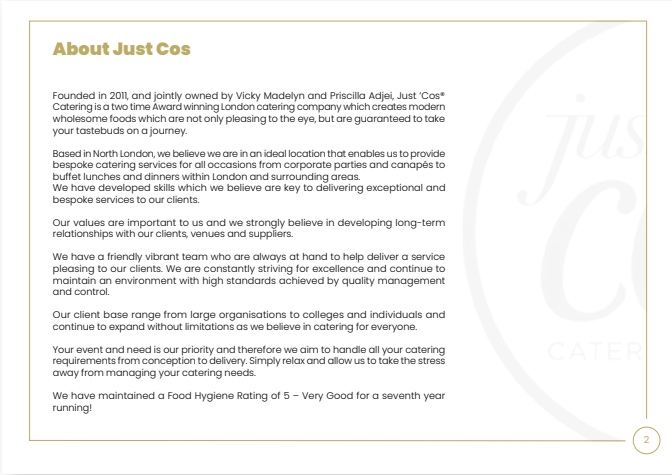 About Just Cos
Founded in 2011, and jointly owned by Vicky Madelyn and Priscilla Adjei, Just 'Cos®
Catering is a two time Award winning London catering company which creates modern
wholesome foods which are not only pleasing to the eye, but are guaranteed to take
your tastebuds on a journey.
Based in North London, we believe we are in an ideal location that enables us to provide
bespoke catering services for all occasions from corporate parties and canapés to
buffet lunches and dinners within London and surrounding areas.
We have developed skills which we believe are key to delivering exceptional and
bespoke services to our clients.
Our values are important to us and we strongly believe in developing long-term
relationships with our clients, venues and suppliers.
We have a friendly vibrant team who are always at hand to help deliver a service
pleasing to our clients. We are constantly striving for excellence and continue to
maintain an environment with high standards achieved by quality management
and control.
Our client base range from large organisations to colleges and individuals and
continue to expand without limitations as we believe in catering for everyone.
Your event and need is our priority and therefore we aim to handle all your catering
requirements from conception to delivery. Simply relax and allow us to take the stress
away from managing your catering needs.
We have maintained a Food Hygiene Rating of 5 – Very Good for a seventh year
running!
jus
co
CATER
2